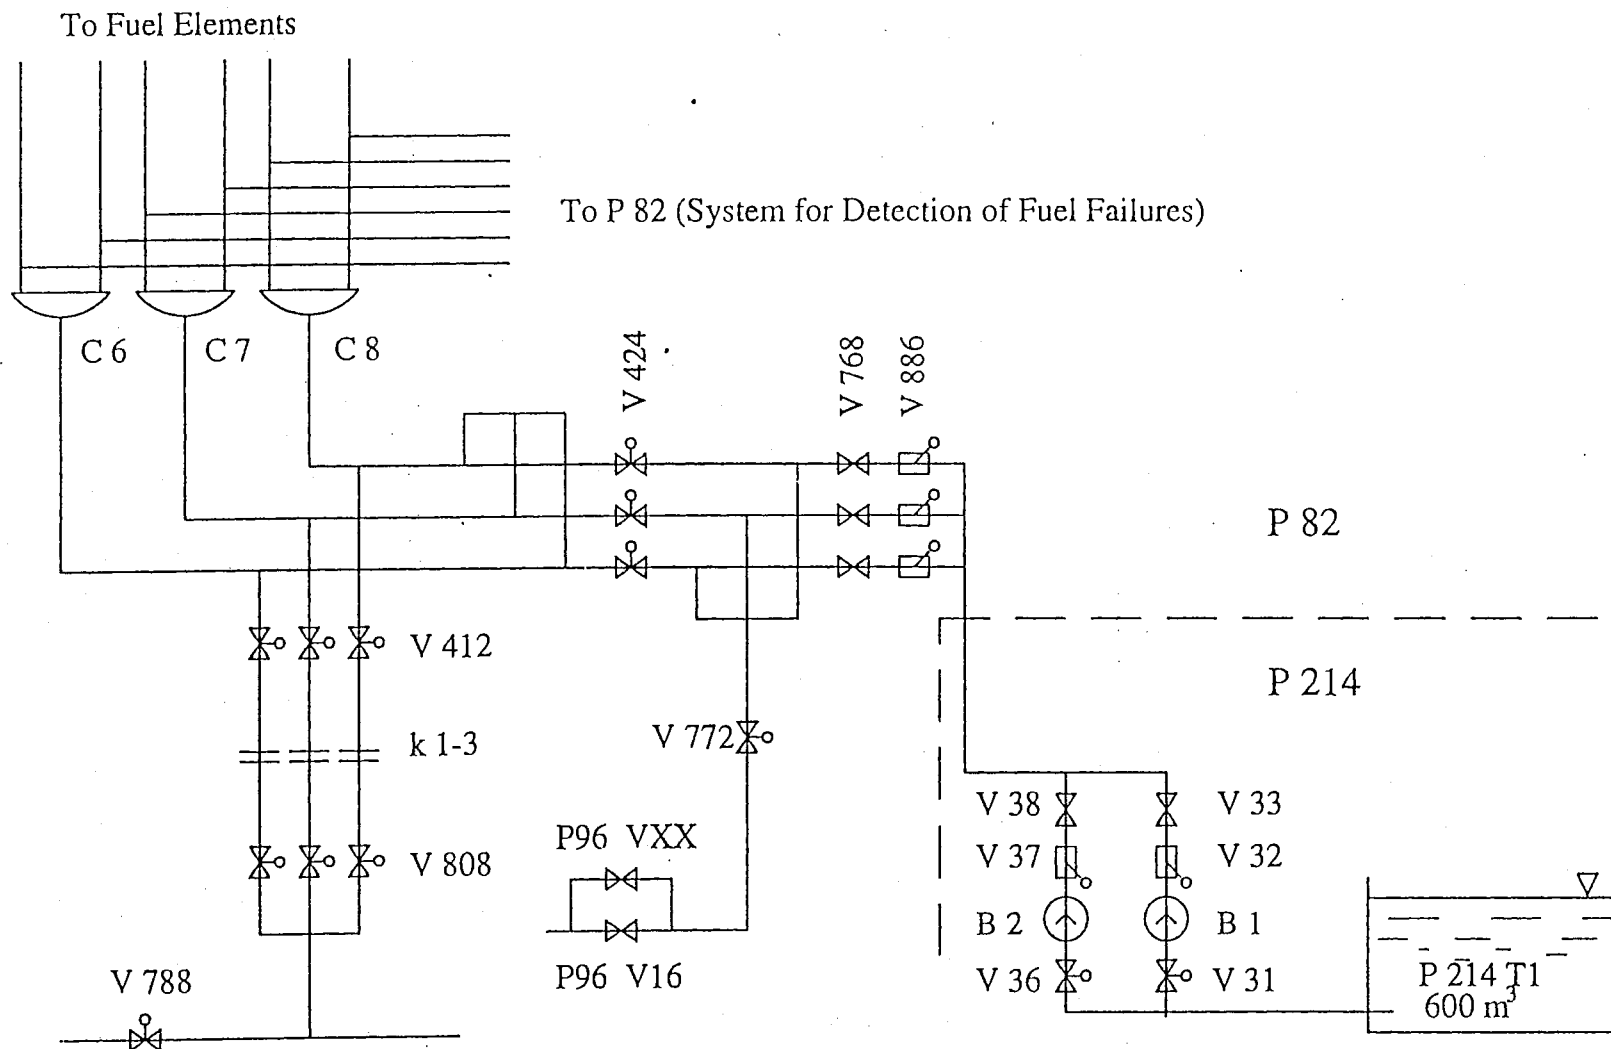 To Fuel Elements
To P 82 (System for Detection of Fuel Failures)
C 6
C 7
C 8
V 424
V 768
V 886
P 82
V 412
P 214
k 1-3
V 772
V 38
V 33
P96 VXX
V 37
V 32
V 808
B 2
B 1
P96 V16
V 36
V 31
P 214 T1
600 m³
V 788